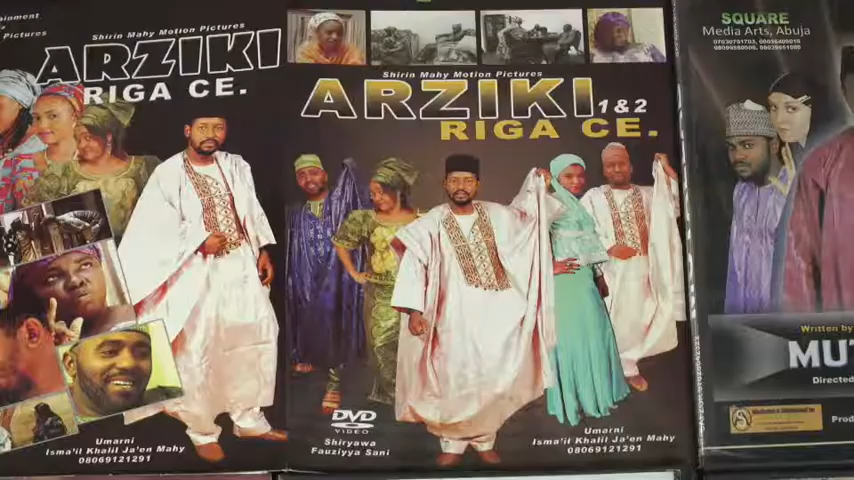 Pictures
Shirin Mahy Motion Pictures
ARZIKI
RIGA CE.
Umarni
Isma'il Khalil Ja'en Mahy
08069121291
Shirin Mahy Motion Pictures
ARZIKI 1 & 2
RIGA CE.
DVD
VIDEO
Shiryawa
Fauziyya Sani
Umarni
Isma'il Khalil Ja'en Mahy
08069121291
SQUARE
Media Arts, Abuja
Written by
MU
Directed